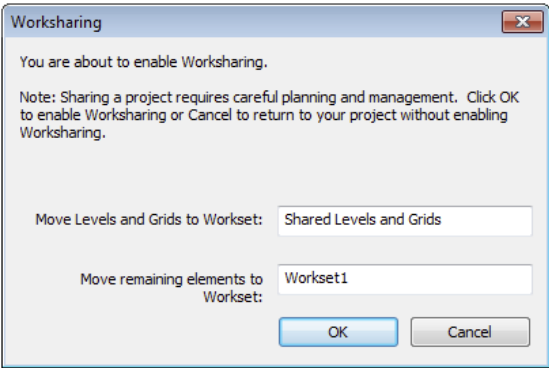 Worksharing
You are about to enable Worksharing.
Note: Sharing a project requires careful planning and management.  Click OK
to enable Worksharing or Cancel to return to your project without enabling
Worksharing.
Move Levels and Grids to Workset:
Shared Levels and Grids
Move remaining elements to
Workset:
Workset1
OK
Cancel